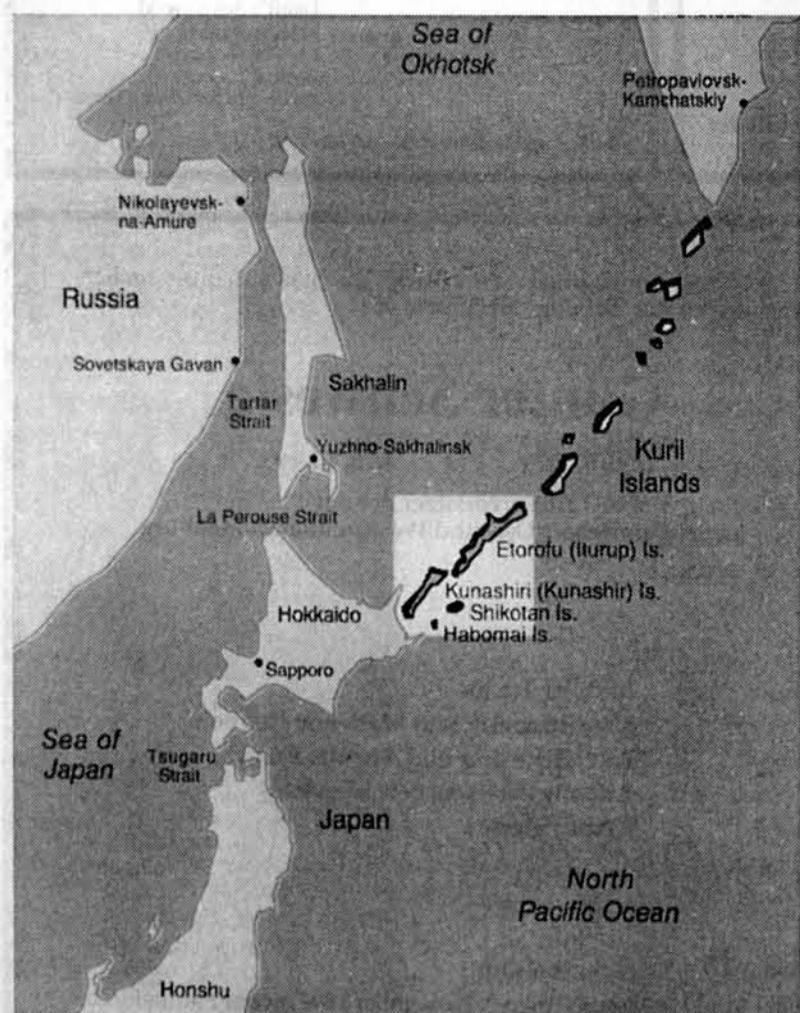 Sea of
Okhotsk
Petropavlovsk-
Kamchatskiy
Nikolayevsk-
na-Amure
Russia
Sovetskaya Gavan
Sakhalin
Tartar
Strait
Yuzhno-Sakhalinsk
Kuril
Islands
La Perouse Strait
Etorofu (Iturup) Is.
Kunashiri (Kunashir) Is.
Hokkaido
Shikotan Is.
Habomai Is.
Sapporo
Sea of
Japan
Tsugaru
Strait
Japan
North
Pacific Ocean
Honshu